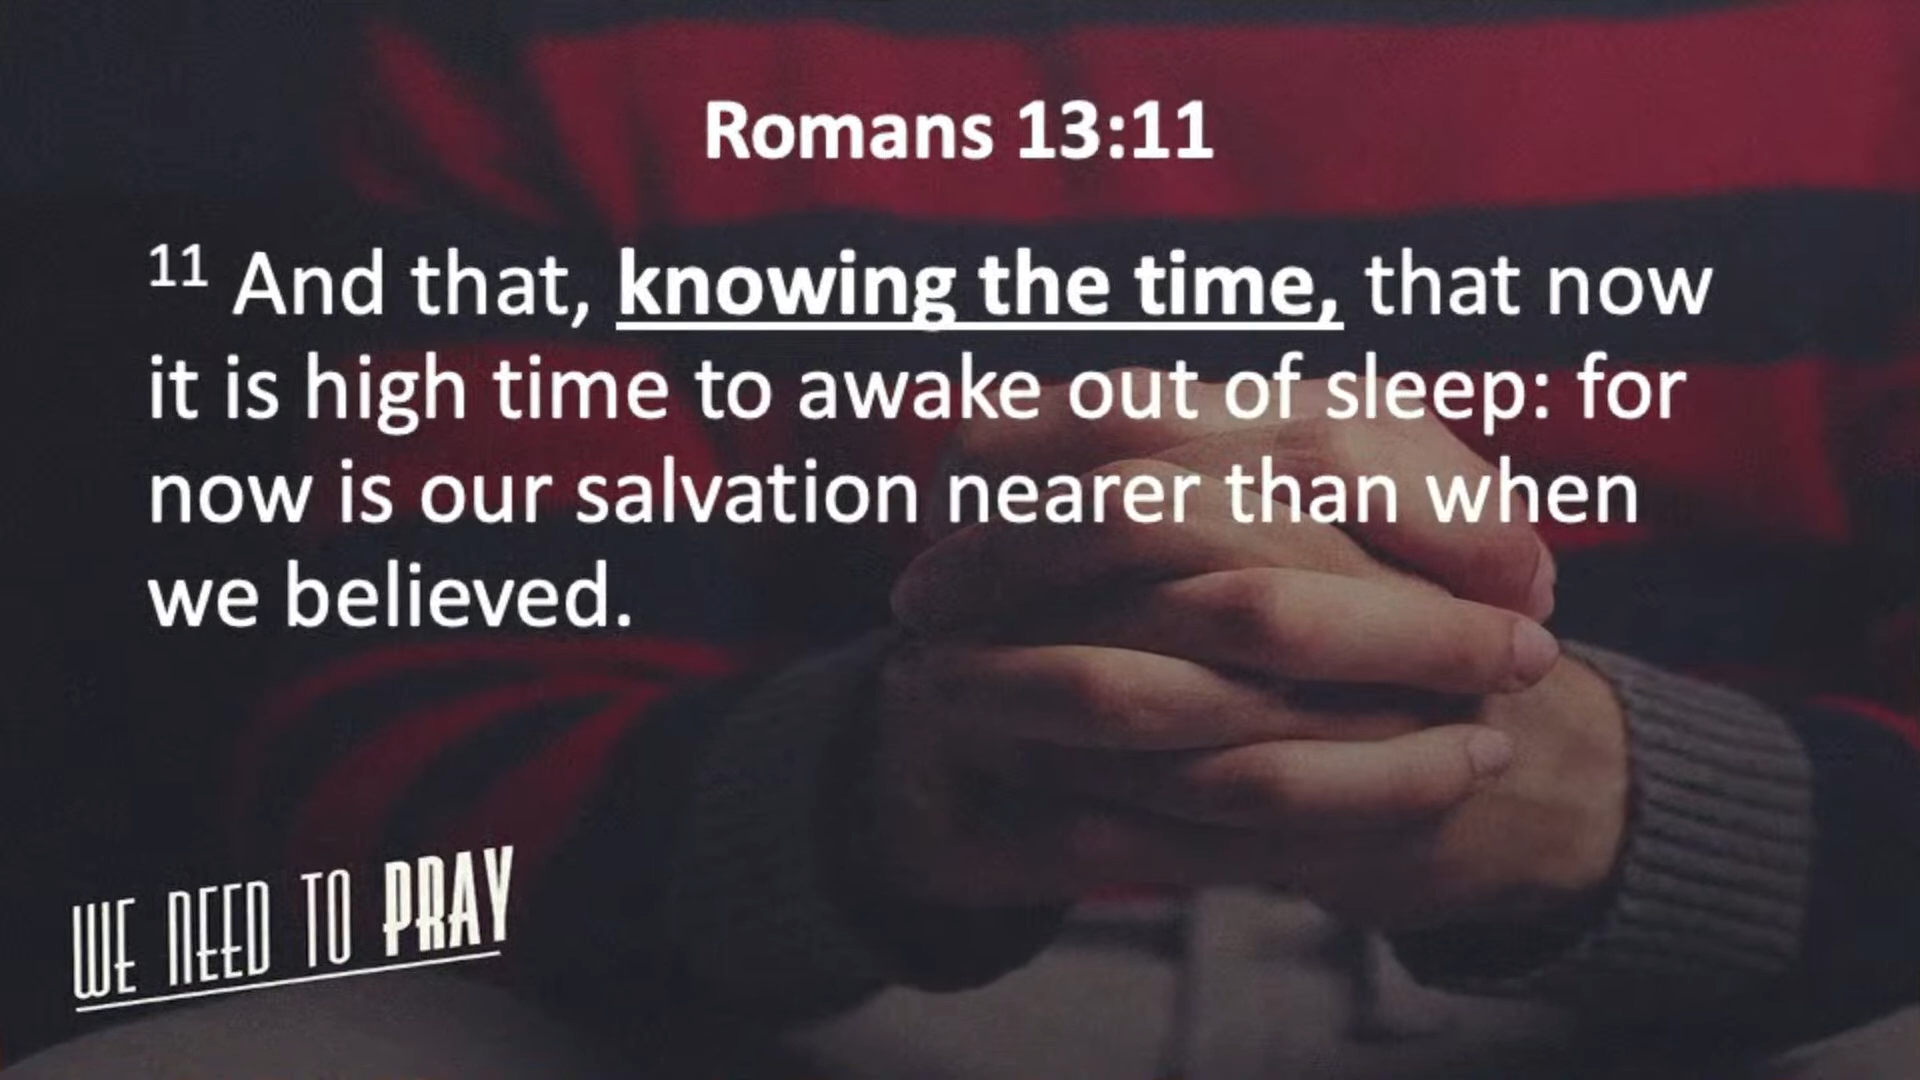 Romans 13:11
11 And that, knowing the time, that now
it is high time to awake out of sleep: for
now is our salvation nearer than when
we believed.
WE NEED TO PRAY